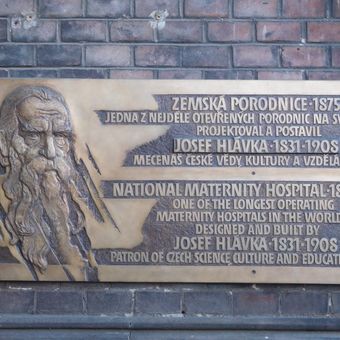 ZEMSKÁ PORODNICE · 1875
JEDNA Z NEJDÉLE OTEVŘENÝCH PORODNIC NA
PROJEKTOVAL A POSTAVIL
JOSEF HLÁVKA · 1831-1908
MECENÁŠ ČESKÉ VĚDY KULTURY A
NATIONAL MATERNITY HOSPITAL
ONE OF THE LONGEST OPERATING
MATERNITY HOSPITALS IN THE WORLD
DESIGNED AND BUILT BY
JOSEF HLÁVKA · 1831-1908
PATRON OF CZECH SCIENCE, CULTURE AND